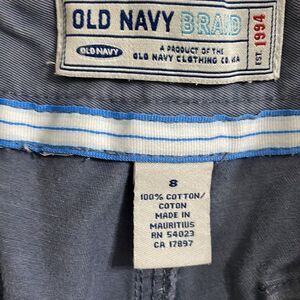 OLD NAVY BRAND
OLD NAVY
A PRODUCT OF THE
OLD NAVY CLOTHING CO. USA
EST. 1994
8
100% COTTON/
COTON
MADE IN
MAURITIUS
RN 54023
CA 17897